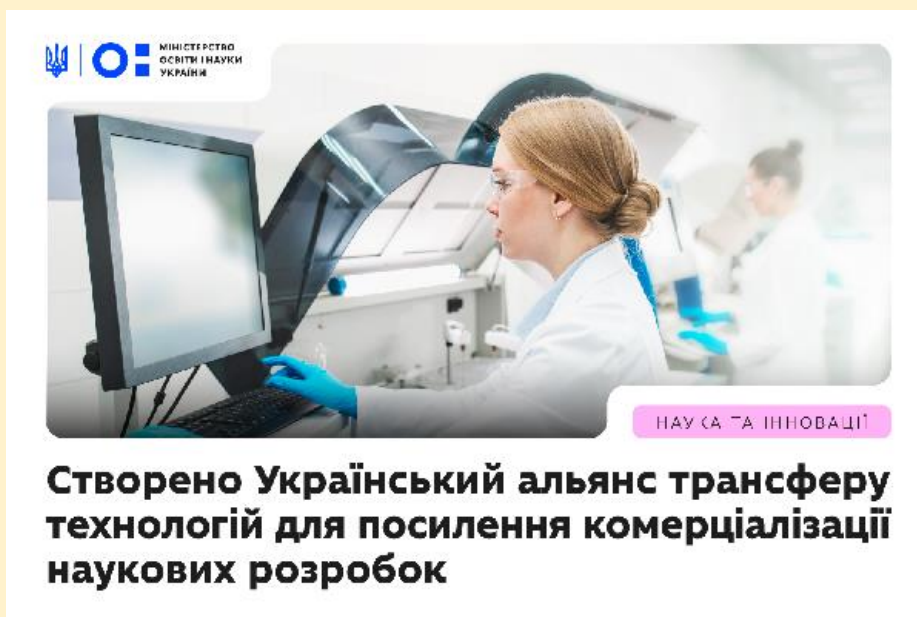 МІНІСТЕРСТВО
ОСВІТИ І НАУКИ
УКРАЇНИ
НАУКА ТА ІННОВАЦІЇ
Створено Український альянс трансферу
технологій для посилення комерціалізації
наукових розробок